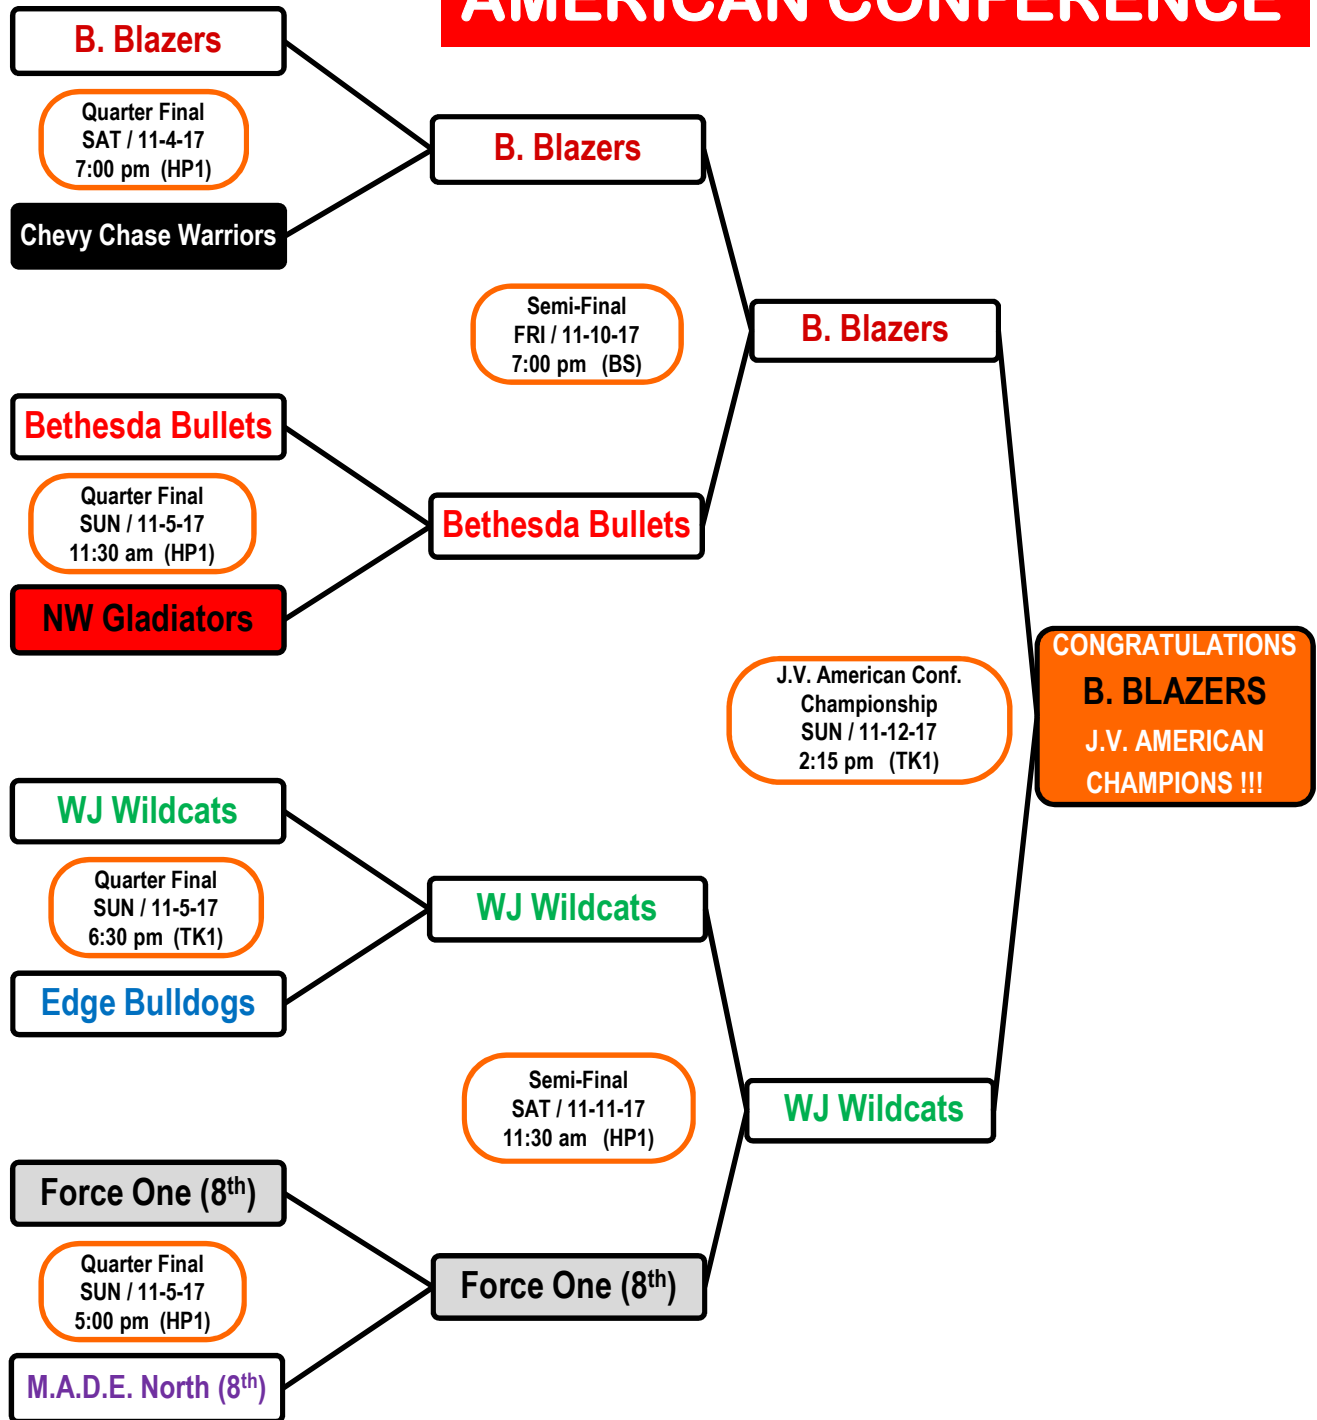 AMERICAN CONFERENCE
B. Blazers
Quarter Final
SAT / 11-4-17
7:00 pm (HP1)
Chevy Chase Warriors
B. Blazers
Semi-Final
FRI / 11-10-17
7:00 pm (BS)
B. Blazers
Bethesda Bullets
Quarter Final
SUN / 11-5-17
11:30 am (HP1)
NW Gladiators
Bethesda Bullets
J.V. American Conf.
Championship
SUN / 11-12-17
2:15 pm (TK1)
CONGRATULATIONS
B. BLAZERS
J.V. AMERICAN
CHAMPIONS !!!
WJ Wildcats
Quarter Final
SUN / 11-5-17
6:30 pm (TK1)
Edge Bulldogs
WJ Wildcats
Semi-Final
SAT / 11-11-17
11:30 am (HP1)
WJ Wildcats
Force One (8th)
Quarter Final
SUN / 11-5-17
5:00 pm (HP1)
M.A.D.E. North (8th)
Force One (8th)